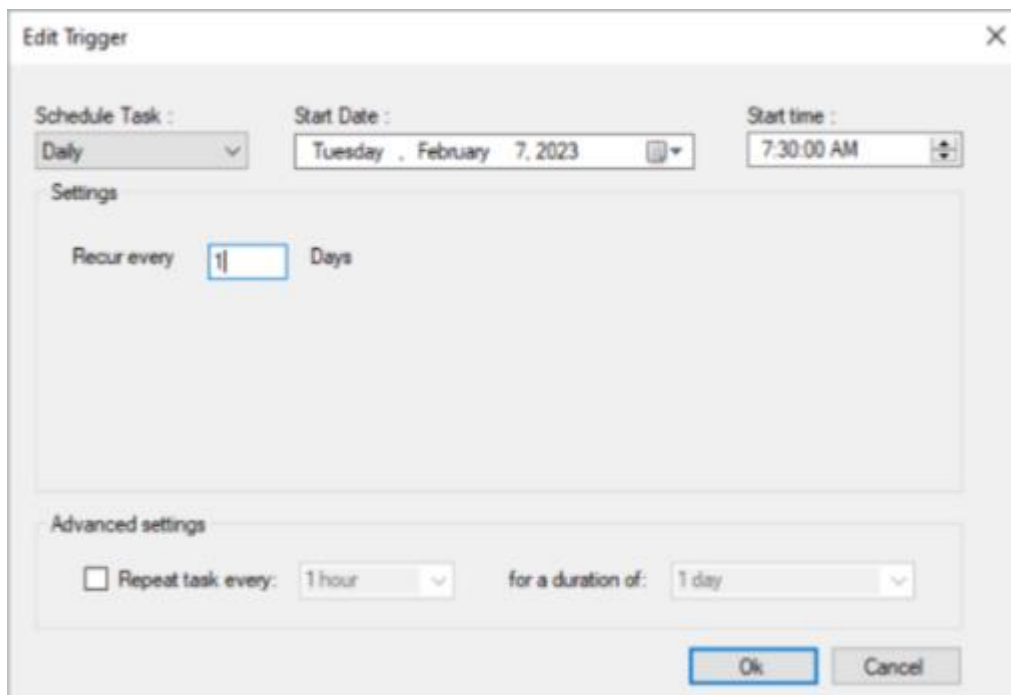 Edit Trigger
Schedule Task : Start Date : Start time :
Daily Tuesday , February 7, 2023 7:30:00 AM
Settings
Recur every 1 Days
Advanced settings
Repeat task every: 1 hour for a duration of: 1 day
Ok Cancel